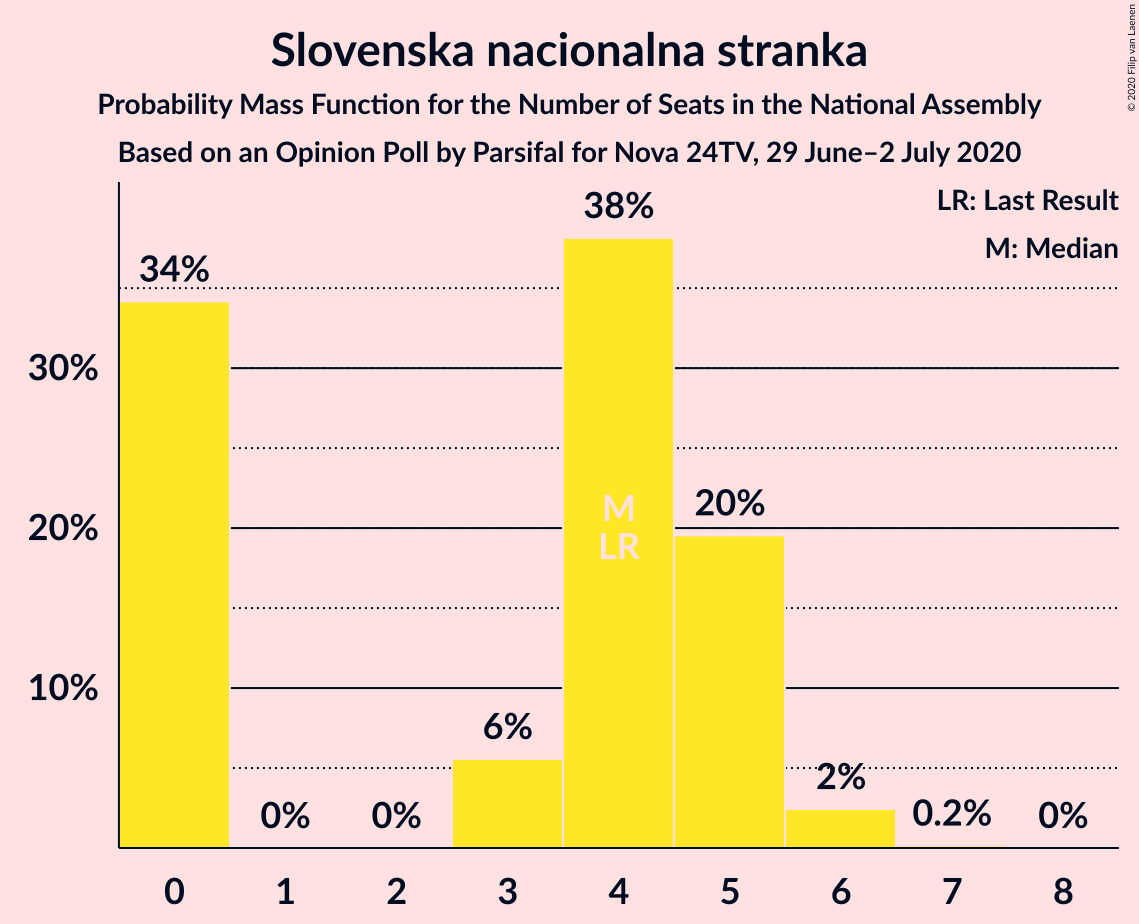 Slovenska nacionalna stranka
Probability Mass Function for the Number of Seats in the National Assembly
Based on an Opinion Poll by Parsifal for Nova 24TV, 29 June–2 July 2020
© 2020 Filip van Laenen
LR: Last Result
M: Median
30%
20%
10%
34%
0%
0%
6%
38%
20%
2%
0.2%
0%
M
LR
0 1 2 3 4 5 6 7 8